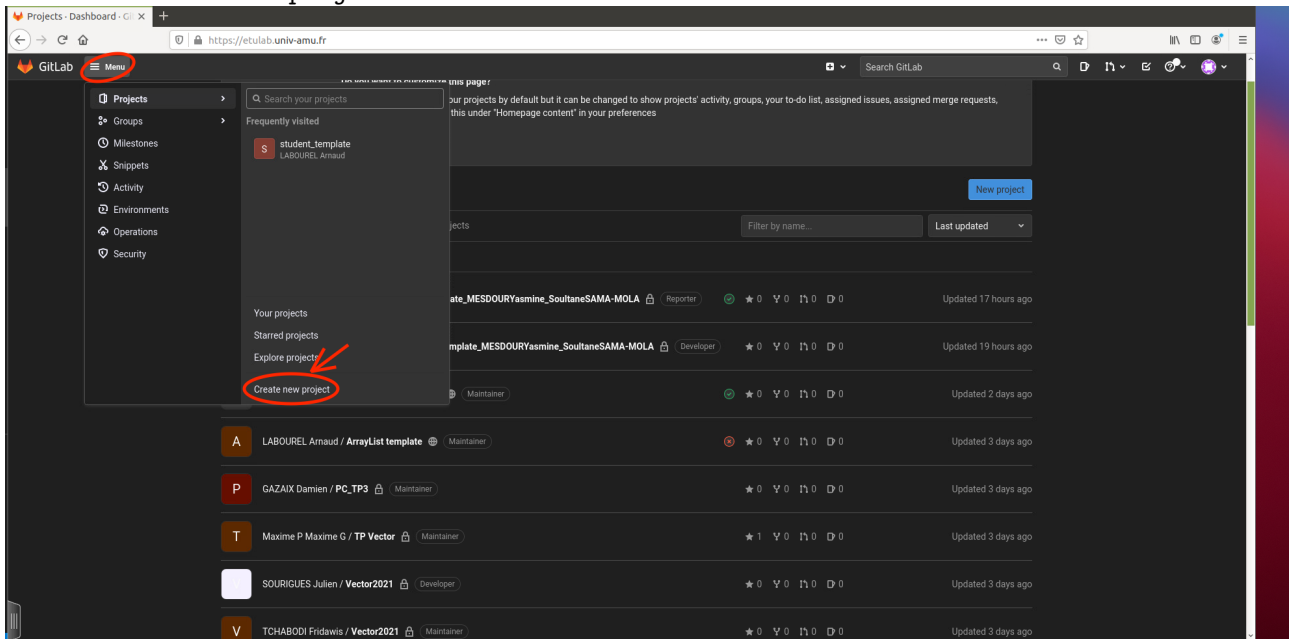 Projects · Dashboard · Gi
https://etulab.univ-amu.fr
GitLab
Menu
Search GitLab
Do you want to customize this page?
Projects
Search your projects
our projects by default but it can be changed to show projects' activity, groups, your to-do list, assigned issues, assigned merge requests,
Groups
Frequently visited
this under "Homepage content" in your preferences
Milestones
S
student_template
LABOUREL Arnaud
Snippets
Activity
New project
Environments
Operations
jects
Filter by name...
Last updated
Security
ate_MESDOURYasmine_SoultaneSAMA-MOLA Reporter 0 0 0 0 Updated 17 hours ago
Your projects
Starred projects
mplate_MESDOURYasmine_SoultaneSAMA-MOLA Developer 0 0 0 0 Updated 19 hours ago
Explore projects
Create new project
Maintainer 0 0 0 0 Updated 2 days ago
A LABOUREL Arnaud / ArrayList template Maintainer 0 0 0 0 Updated 3 days ago
P GAZAIX Damien / PC_TP3 Maintainer 0 0 0 0 Updated 3 days ago
T Maxime P Maxime G / TP Vector Maintainer 1 0 0 0 Updated 3 days ago
SOURIGUES Julien / Vector2021 Developer 0 0 0 0 Updated 3 days ago
V TCHABODI Fridawis / Vector2021 Maintainer 0 0 0 0 Updated 3 days ago